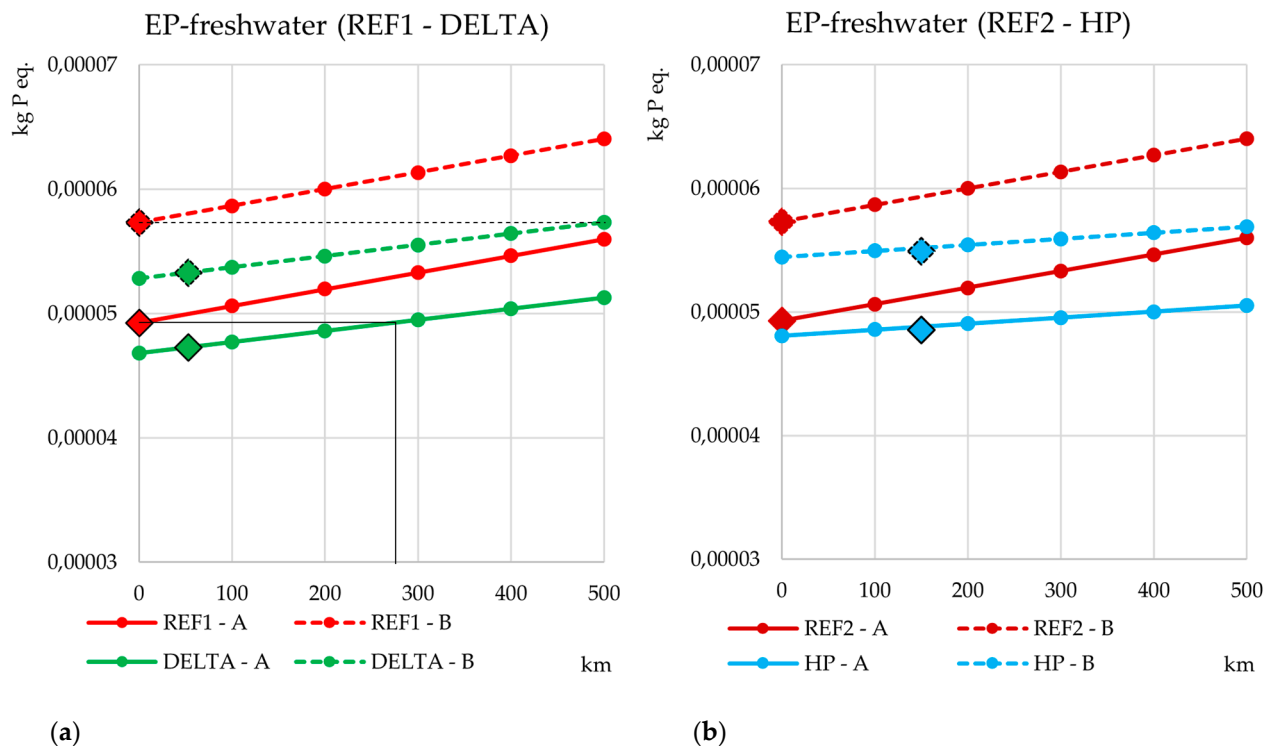 EP-freshwater (REF1 - DELTA)
kg P eq.
0,00007
0,00006
0,00005
0,00004
0,00003
0 100 200 300 400 500
REF1 - A REF1 - B
DELTA - A DELTA - B km
(a)
EP-freshwater (REF2 - HP)
kg P eq.
0,00007
0,00006
0,00005
0,00004
0,00003
0 100 200 300 400 500
REF2 - A REF2 - B
HP - A HP - B km
(b)